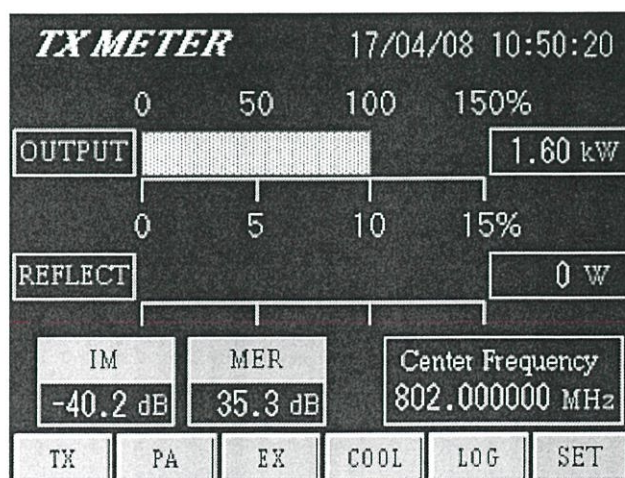 TX METER 17/04/08 10:50:20
0 50 100 150%
OUTPUT 1.60 kW
0 5 10 15%
REFLECT 0 W
IM MER Center Frequency
-40.2 dB 35.3 dB 802.000000 MHz
TX PA EX COOL LOG SET